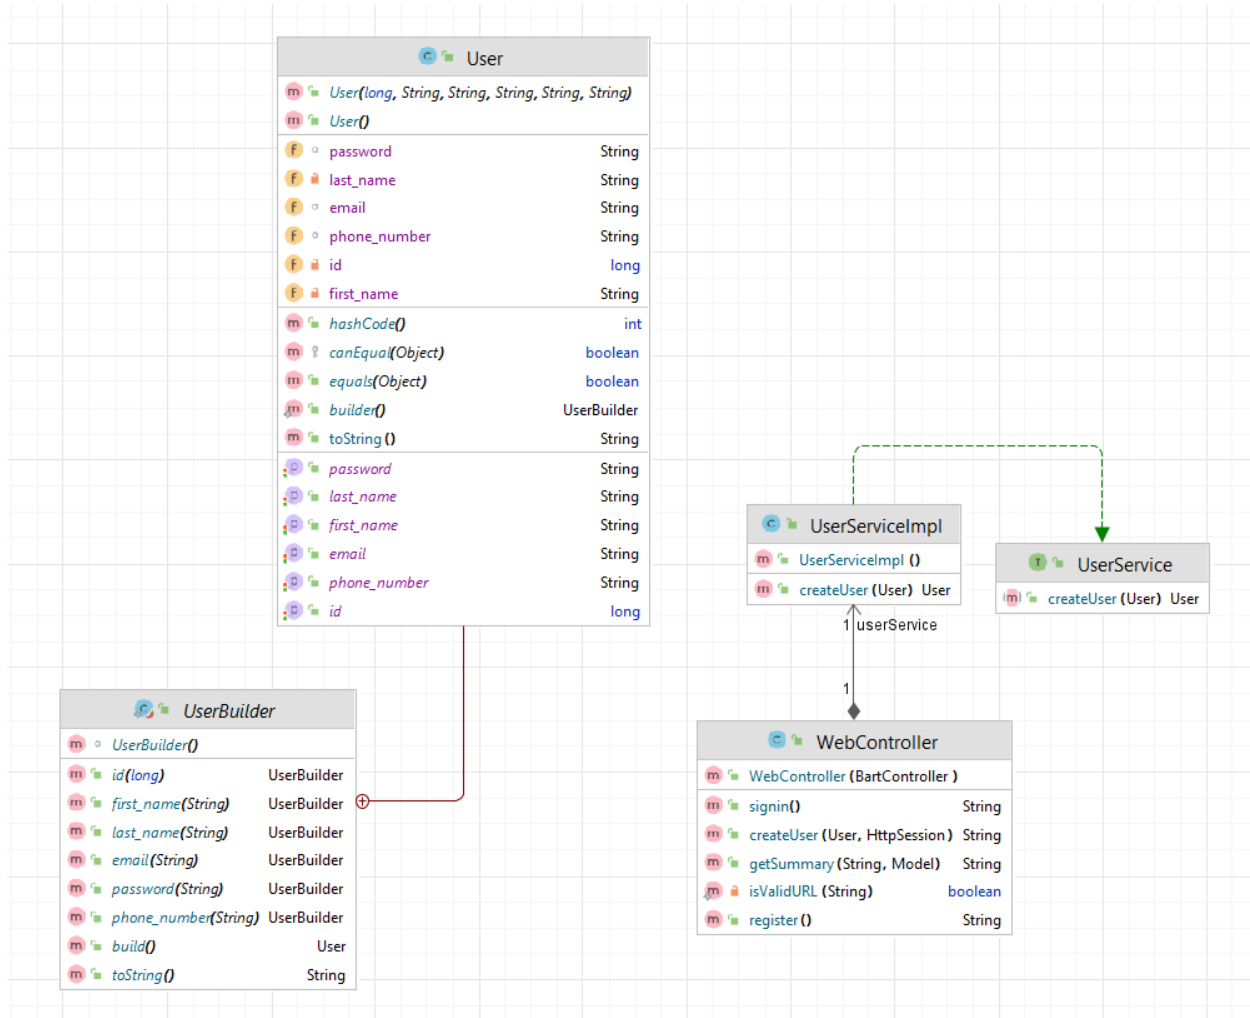 User
User(long, String, String, String, String, String)
User()
password String
last_name String
email String
phone_number String
id long
first_name String
hashCode() int
canEqual(Object) boolean
equals(Object) boolean
builder() UserBuilder
toString() String
password String
last_name String
first_name String
email String
phone_number String
id long
UserBuilder
UserBuilder()
id(long) UserBuilder
first_name(String) UserBuilder
last_name(String) UserBuilder
email(String) UserBuilder
password(String) UserBuilder
phone_number(String) UserBuilder
build() User
toString() String
UserServiceImpl
UserServiceImpl ()
createUser (User) User
UserService
createUser (User) User
1 userService
1
WebController
WebController (BartController )
signin() String
createUser (User, HttpSession) String
getSummary (String, Model) String
isValidURL (String) boolean
register () String